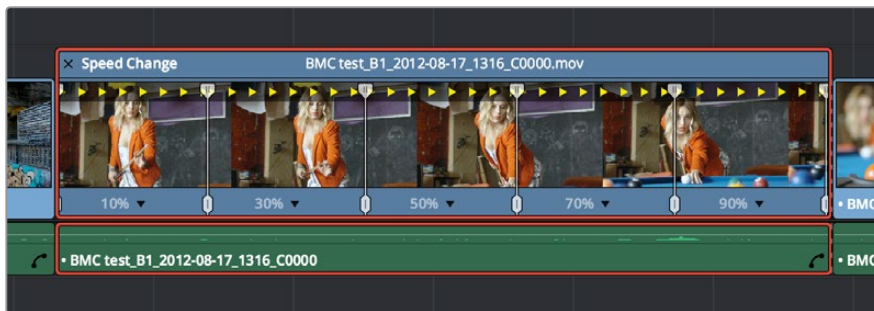 × Speed Change BMC test_B1_2012-08-17_1316_C0000.mov
10% ▼ 30% ▼ 50% ▼ 70% ▼ 90% ▼ • BMC
• BMC test_B1_2012-08-17_1316_C0000 • BMC